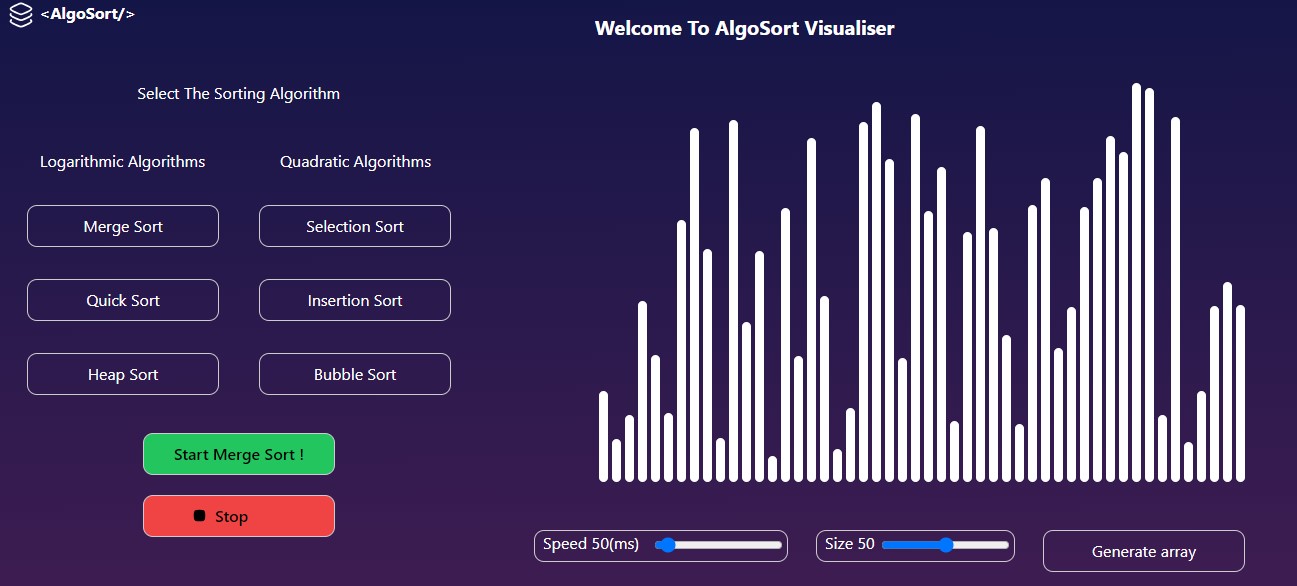 <AlgoSort/>
Welcome To AlgoSort Visualiser
Select The Sorting Algorithm
Logarithmic Algorithms
Quadratic Algorithms
Merge Sort
Selection Sort
Quick Sort
Insertion Sort
Heap Sort
Bubble Sort
Start Merge Sort !
Stop
Speed 50(ms)
Size 50
Generate array